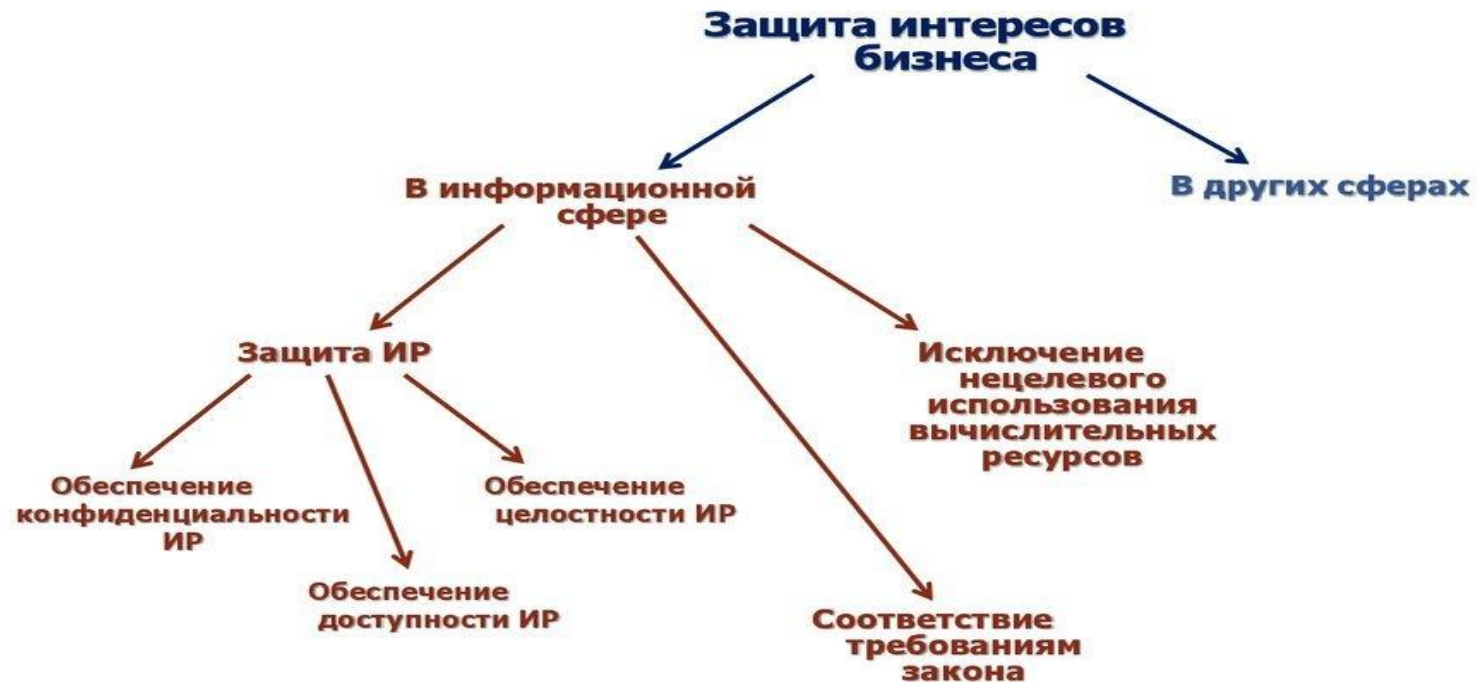 Защита интересов
бизнеса
В информационной
сфере
В других сферах
Защита ИР
Исключение
нецелевого
использования
вычислительных
ресурсов
Обеспечение
конфиденциальности
ИР
Обеспечение
целостности ИР
Обеспечение
доступности ИР
Соответствие
требованиям
закона